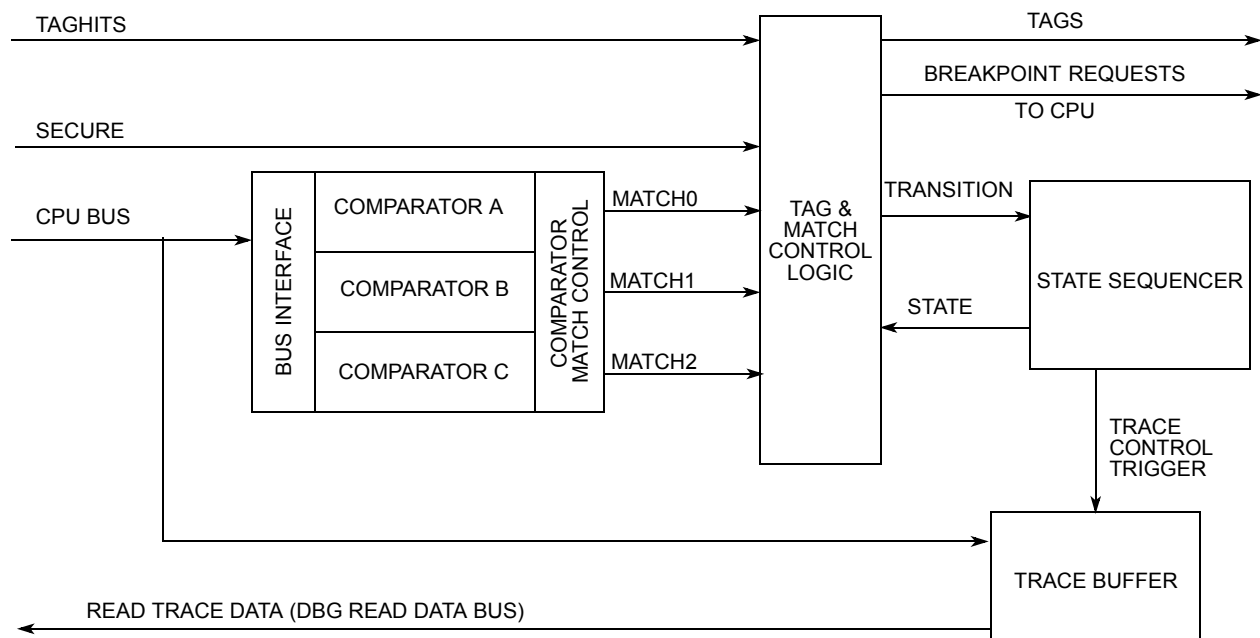 TAGHITS
TAGS
BREAKPOINT REQUESTS
TO CPU
SECURE
CPU BUS
BUS INTERFACE
COMPARATOR A
COMPARATOR B
COMPARATOR C
COMPARATOR
MATCH CONTROL
MATCH0
MATCH1
MATCH2
TAG &
MATCH
CONTROL
LOGIC
TRANSITION
STATE
STATE SEQUENCER
TRACE
CONTROL
TRIGGER
TRACE BUFFER
READ TRACE DATA (DBG READ DATA BUS)